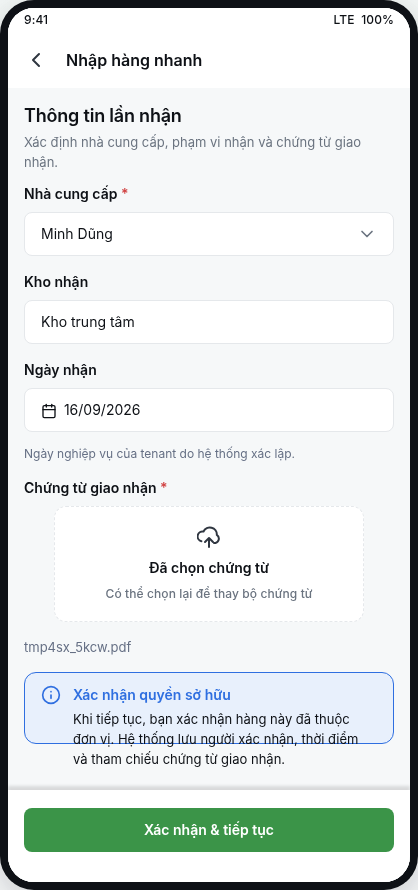 9:41
LTE 100%
Nhập hàng nhanh
Thông tin lần nhận
Xác định nhà cung cấp, phạm vi nhận và chứng từ giao
nhận.
Nhà cung cấp *
Minh Dũng
Kho nhận
Kho trung tâm
Ngày nhận
16/09/2026
Ngày nghiệp vụ của tenant do hệ thống xác lập.
Chứng từ giao nhận *
Đã chọn chứng từ
Có thể chọn lại để thay bộ chứng từ
tmp4sx_5kcw.pdf
Xác nhận quyền sở hữu
Khi tiếp tục, bạn xác nhận hàng này đã thuộc
đơn vị. Hệ thống lưu người xác nhận, thời điểm
và tham chiếu chứng từ giao nhận.
Xác nhận & tiếp tục